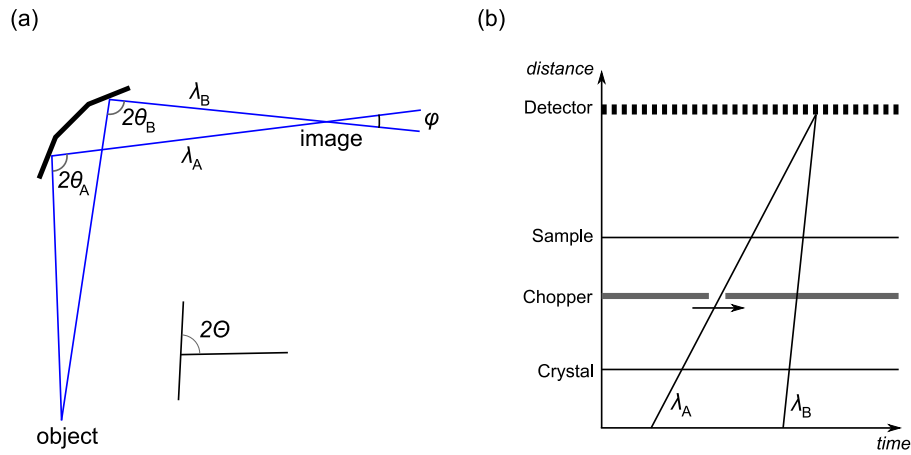 (a)
λB
2θB
φ
image
λA
2θA
2Θ
object
(b)
distance
Detector
Sample
Chopper
Crystal
λA
λB
time